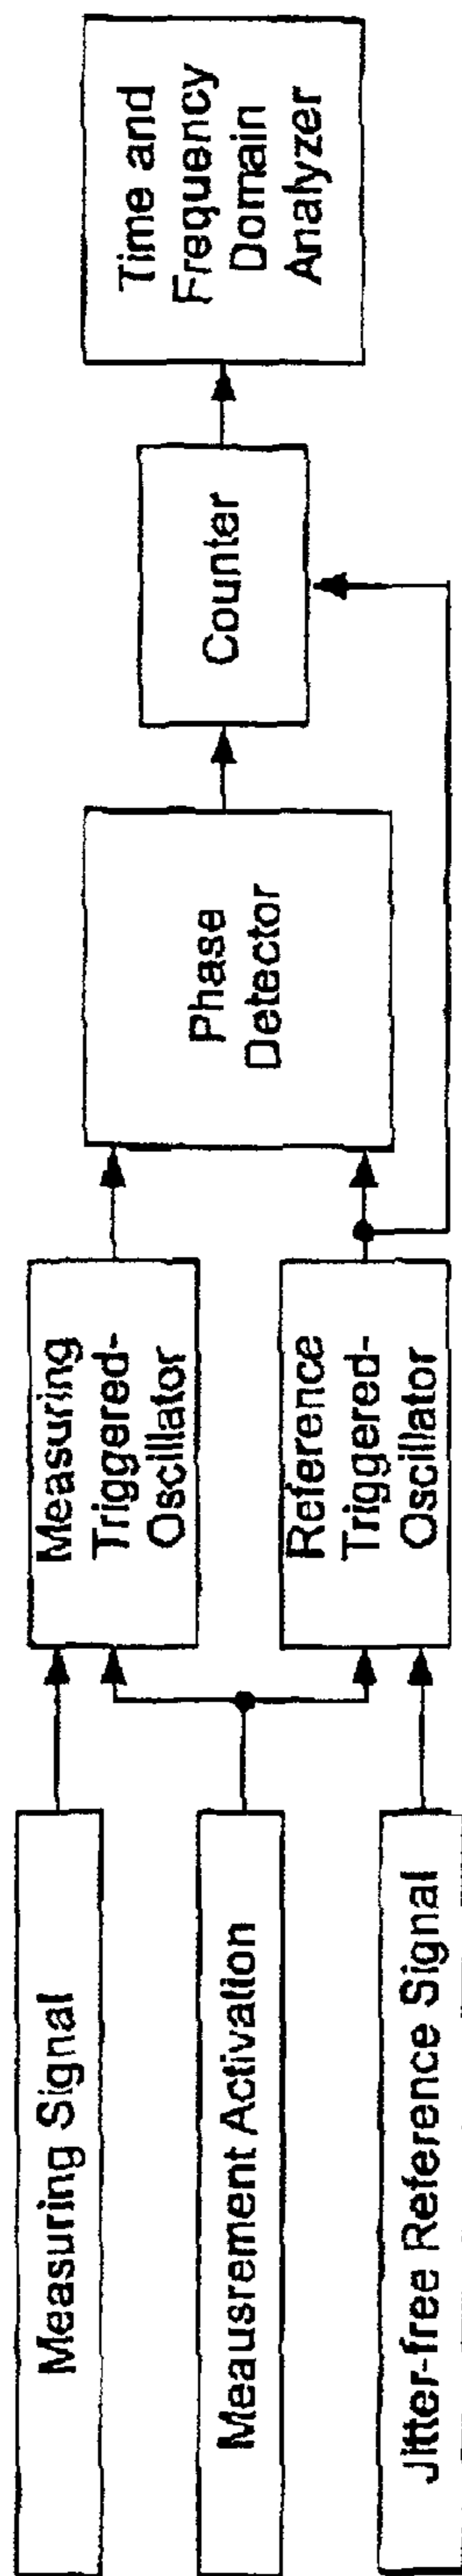 Measuring Signal
Meausrement Activation
Jitter-free Reference Signal
Measuring
Triggered-
Oscillator
Reference
Triggered-
Oscillator
Phase
Detector
Counter
Time and
Frequency
Domain
Analyzer